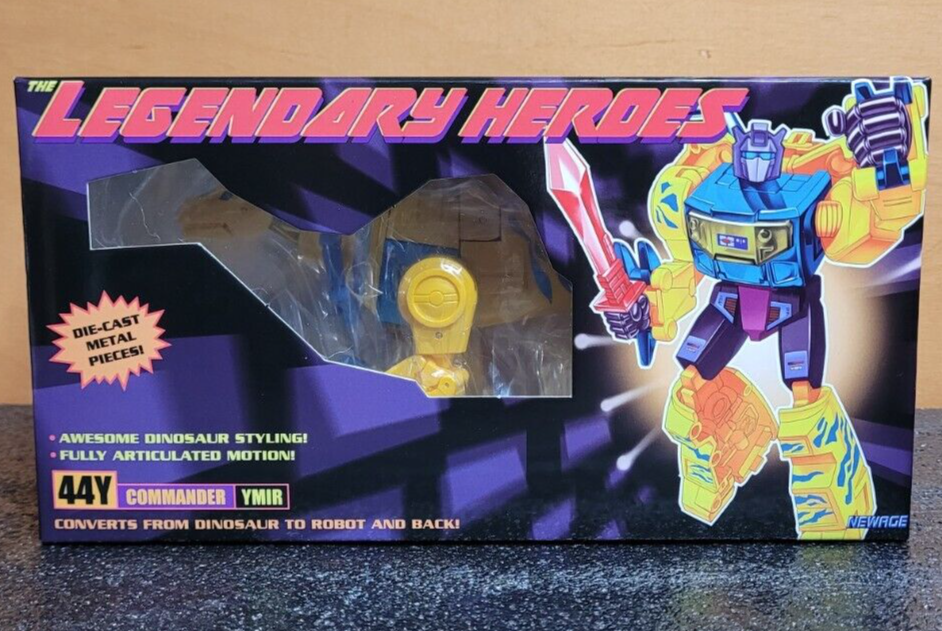 THE
LEGENDARY HEROES
DIE-CAST
METAL
PIECES!
• AWESOME DINOSAUR STYLING!
• FULLY ARTICULATED MOTION!
44Y COMMANDER YMIR
CONVERTS FROM DINOSAUR TO ROBOT AND BACK!
NEWAGE